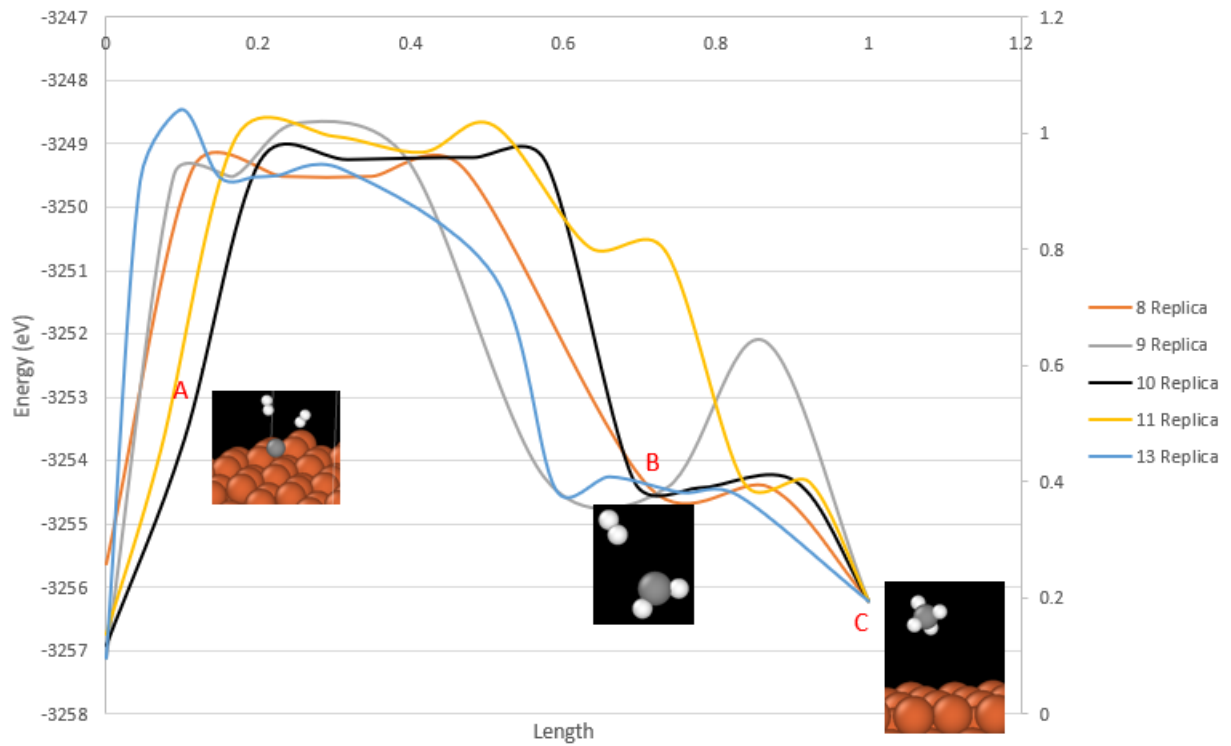 -3247
-3248
-3249
-3250
-3251
-3252
-3253
-3254
-3255
-3256
-3257
-3258
Energy (eV)
0 0.2 0.4 0.6 0.8 1 1.2
Length
1.2
1
0.8
0.6
0.4
0.2
0
A
B
C
8 Replica
9 Replica
10 Replica
11 Replica
13 Replica